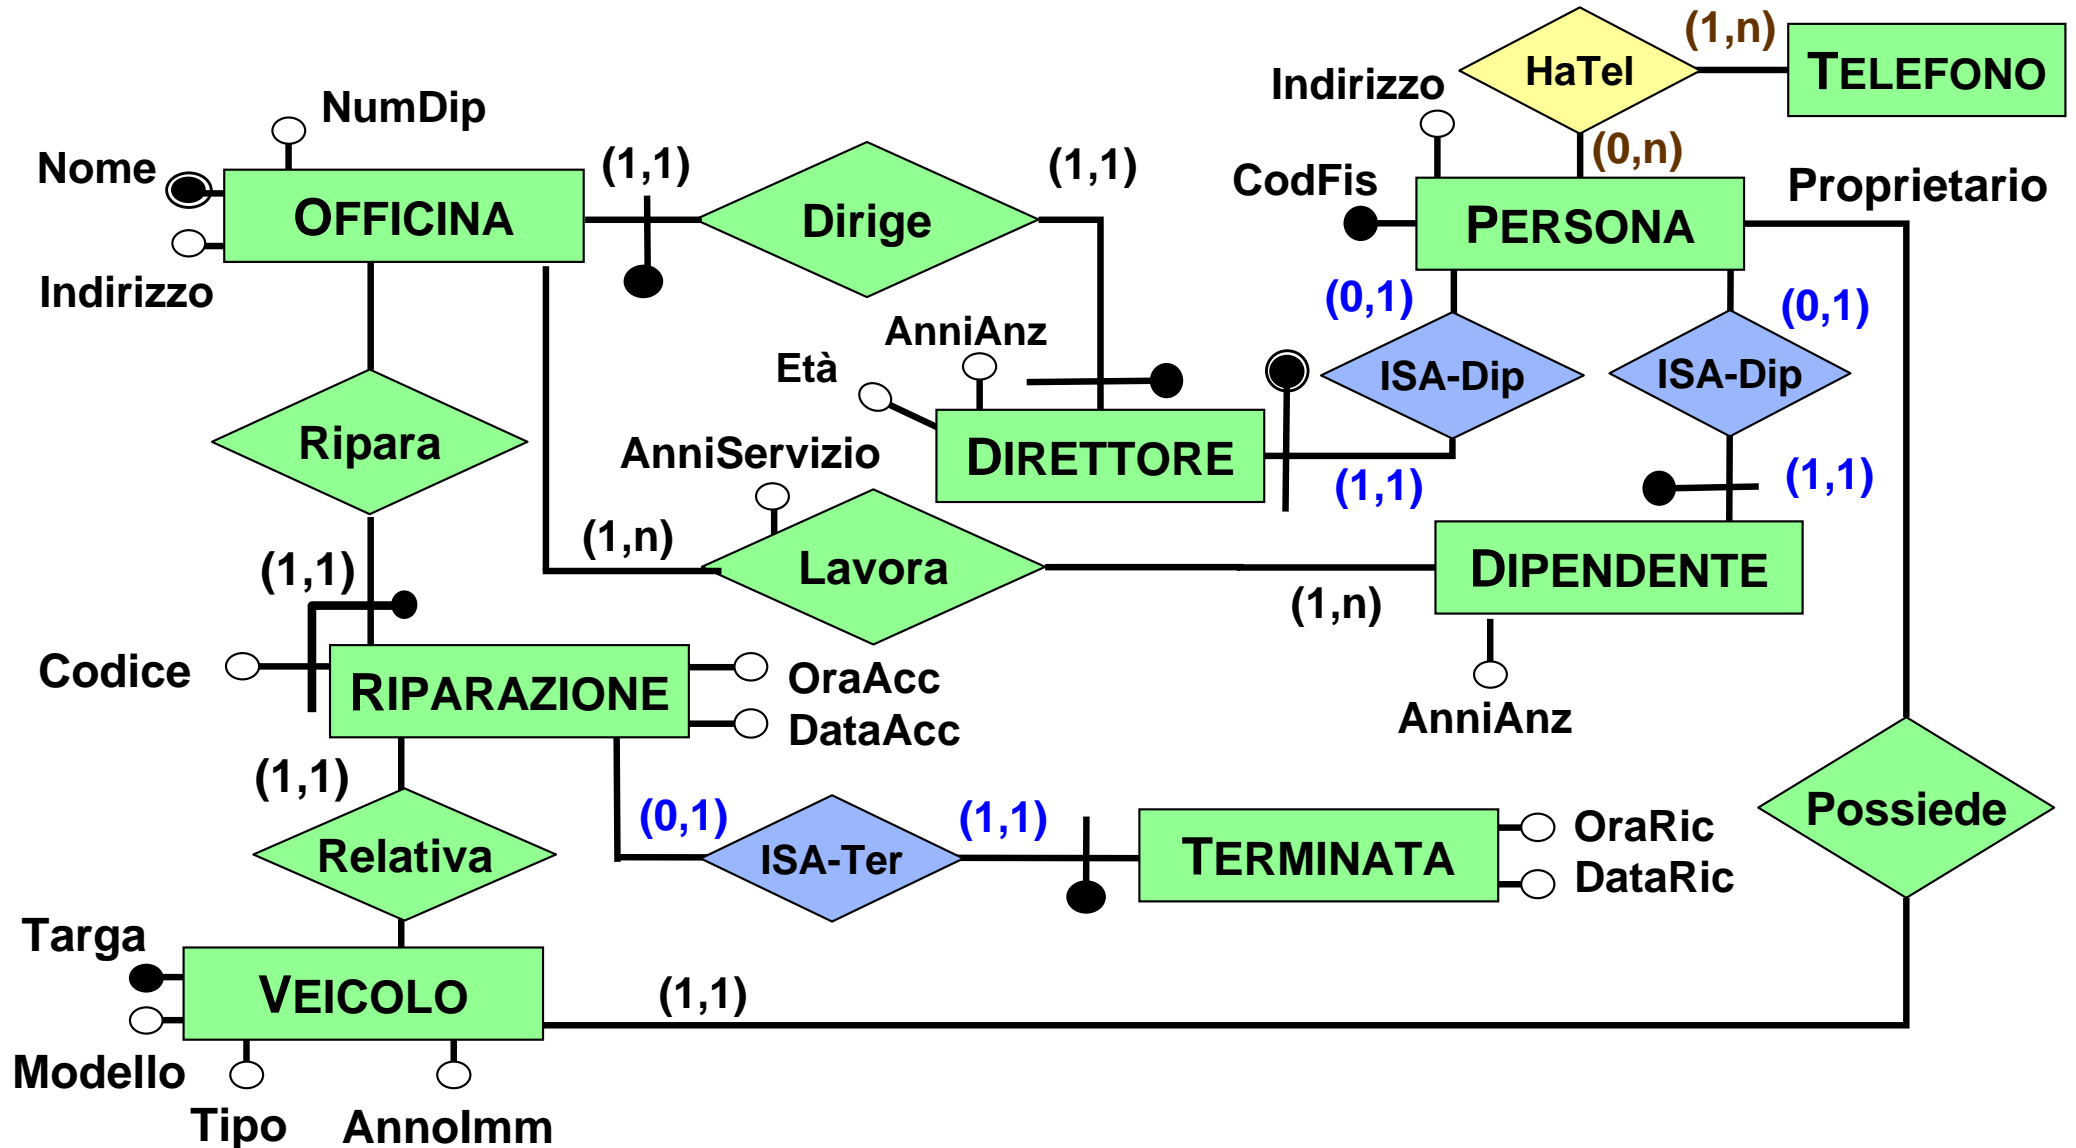 (1,n)
HaTel
TELEFONO
Indirizzo
NumDip
(0,n)
Nome
(1,1)
(1,1)
CodFis
Proprietario
OFFICINA
Dirige
PERSONA
Indirizzo
(0,1)
(0,1)
AnniAnz
Età
ISA-Dip
ISA-Dip
Ripara
AnniServizio
DIRETTORE
(1,1)
(1,1)
(1,n)
Lavora
DIPENDENTE
(1,1)
(1,n)
Codice
OraAcc
RIPARAZIONE
DataAcc
AnniAnz
(1,1)
(0,1)
(1,1)
Possiede
OraRic
Relativa
ISA-Ter
TERMINATA
DataRic
Targa
VEICOLO
(1,1)
Modello
Tipo
AnnoImm